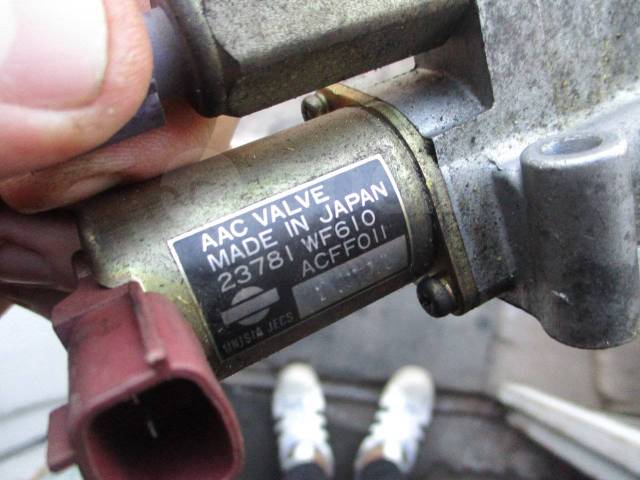 AAC VALVE
MADE IN JAPAN
23781 WF610
ACFF011
UNISIA JECS